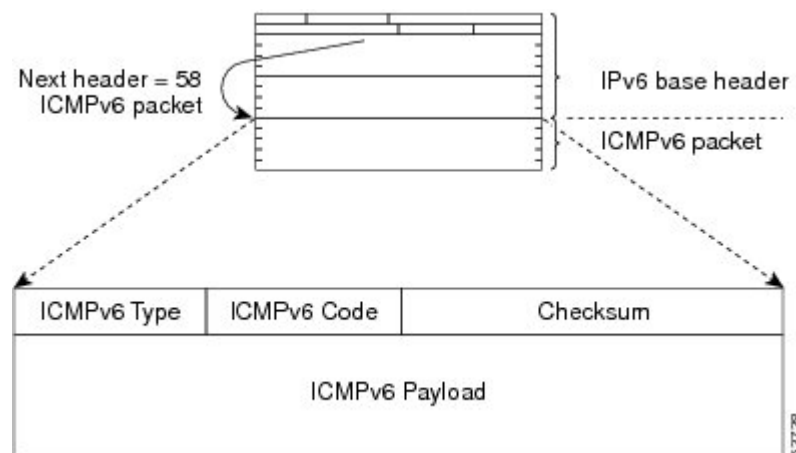 Next header = 58
ICMPv6 packet
IPv6 base header
ICMPv6 packet
ICMPv6 Type
ICMPv6 Code
Checksum
ICMPv6 Payload